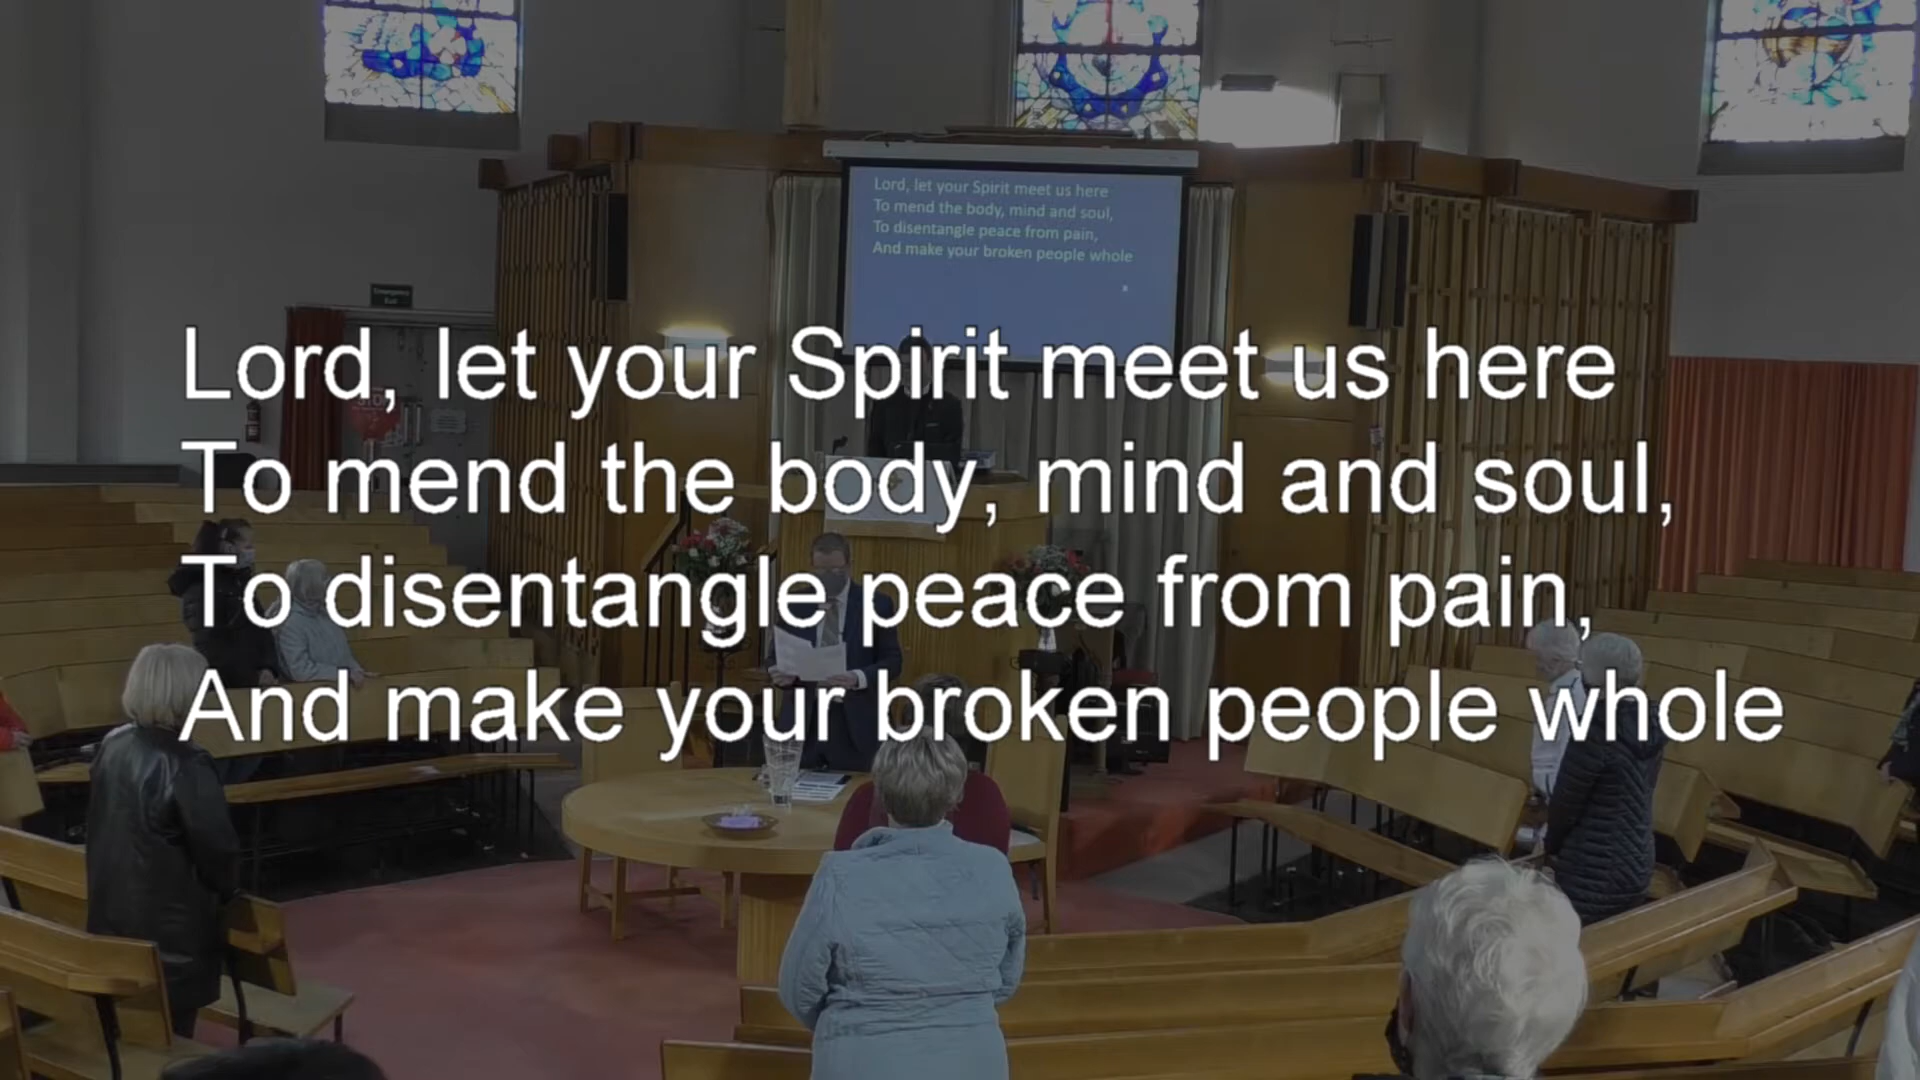 Lord, let your Spirit meet us here
To mend the body, mind and soul,
To disentangle peace from pain,
And make your broken people whole
x
Emergency
Exit
Lord, let your Spirit meet us here
To mend the body, mind and soul,
To disentangle peace from pain,
And make your broken people whole